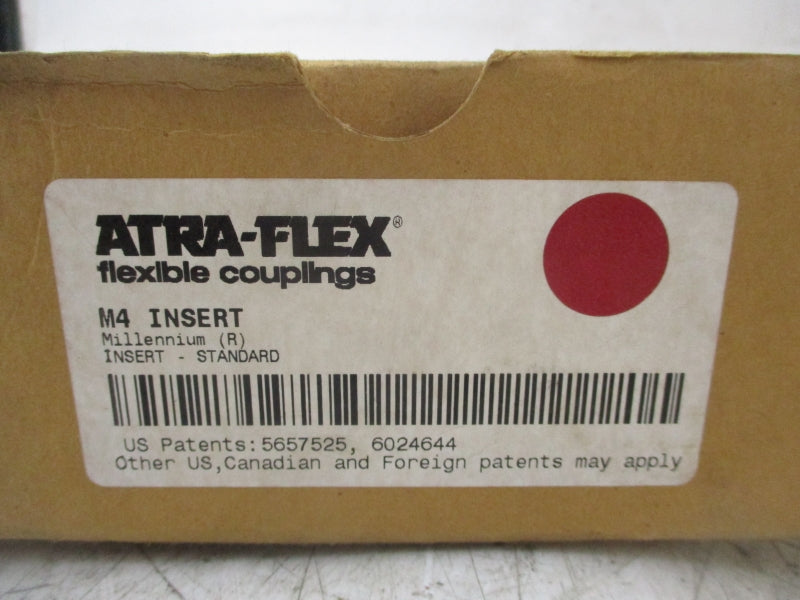 ATRA-FLEX®
flexible couplings
M4 INSERT
Millennium (R)
INSERT - STANDARD
US Patents:5657525, 6024644
Other US,Canadian and Foreign patents may apply